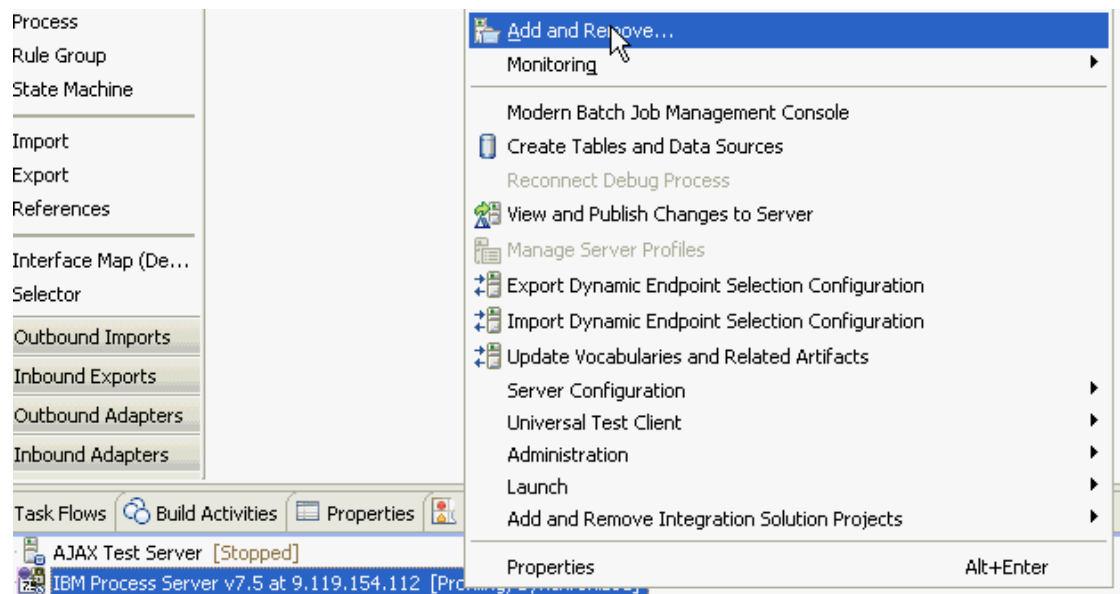 Process
Rule Group
State Machine
Import
Export
References
Interface Map (De...
Selector
Outbound Imports
Inbound Exports
Outbound Adapters
Inbound Adapters
Add and Remove...
Monitoring
Modern Batch Job Management Console
Create Tables and Data Sources
Reconnect Debug Process
View and Publish Changes to Server
Manage Server Profiles
Export Dynamic Endpoint Selection Configuration
Import Dynamic Endpoint Selection Configuration
Update Vocabularies and Related Artifacts
Server Configuration
Universal Test Client
Administration
Launch
Add and Remove Integration Solution Projects
Properties Alt+Enter
Task Flows Build Activities Properties
AJAX Test Server [Stopped]
IBM Process Server v7.5 at 9.119.154.112